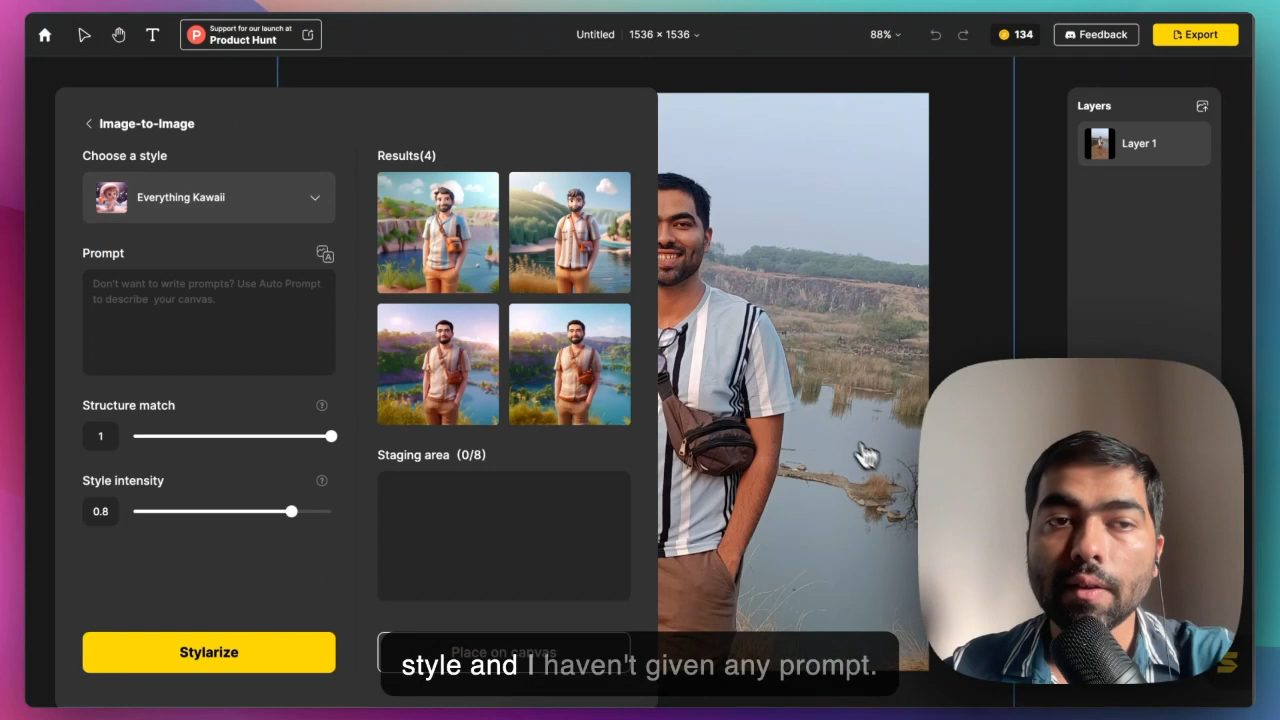 Support for our launch at
Product Hunt
Untitled
1536 × 1536
88%
134
Feedback
Export
Image-to-Image
Choose a style
Everything Kawaii
Prompt
Don't want to write prompts? Use Auto Prompt
to describe your canvas.
Structure match
1
Style intensity
0.8
Stylarize
Results(4)
Staging area (0/8)
Place on canvas
Layers
Layer 1
style and I haven't given any prompt.